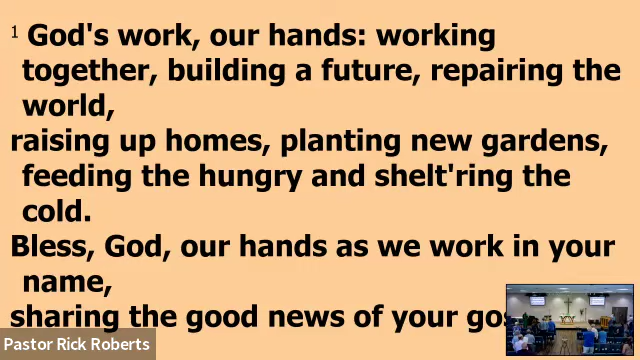 1 God's work, our hands: working
together, building a future, repairing the
world,
raising up homes, planting new gardens,
feeding the hungry and shelt'ring the
cold.
Bless, God, our hands as we work in your
name,
sharing the good news of your
Pastor Rick Roberts